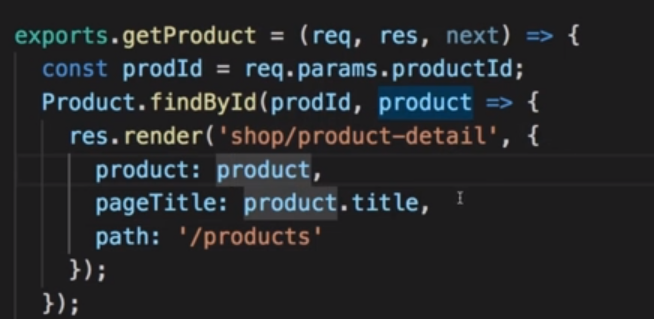 exports.getProduct = (req, res, next) => {
  const prodId = req.params.productId;
  Product.findById(prodId, product => {
    res.render('shop/product-detail', {
      product: product,
      pageTitle: product.title,
      path: '/products'
    });
  });